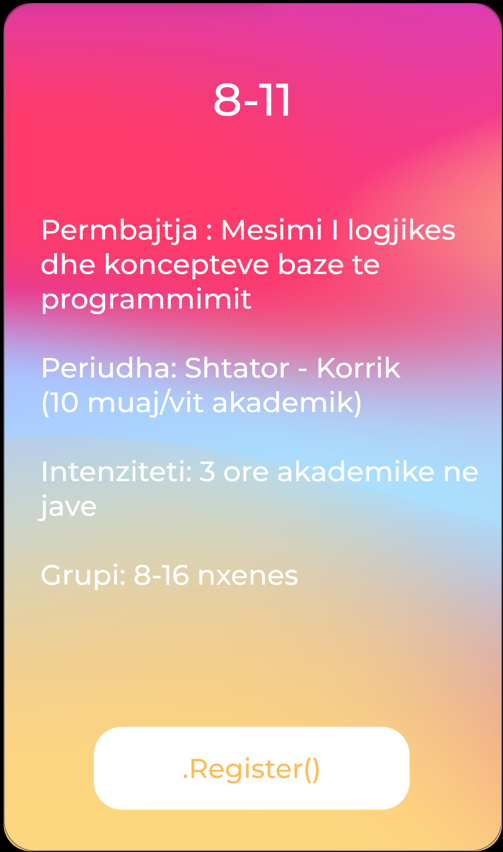 8-11
Permbajtja : Mesimi I logjikes
dhe koncepteve baze te
programmimit
Periudha: Shtator - Korrik
(10 muaj/vit akademik)
Intenziteti: 3 ore akademike ne
jave
Grupi: 8-16 nxenes
.Register()